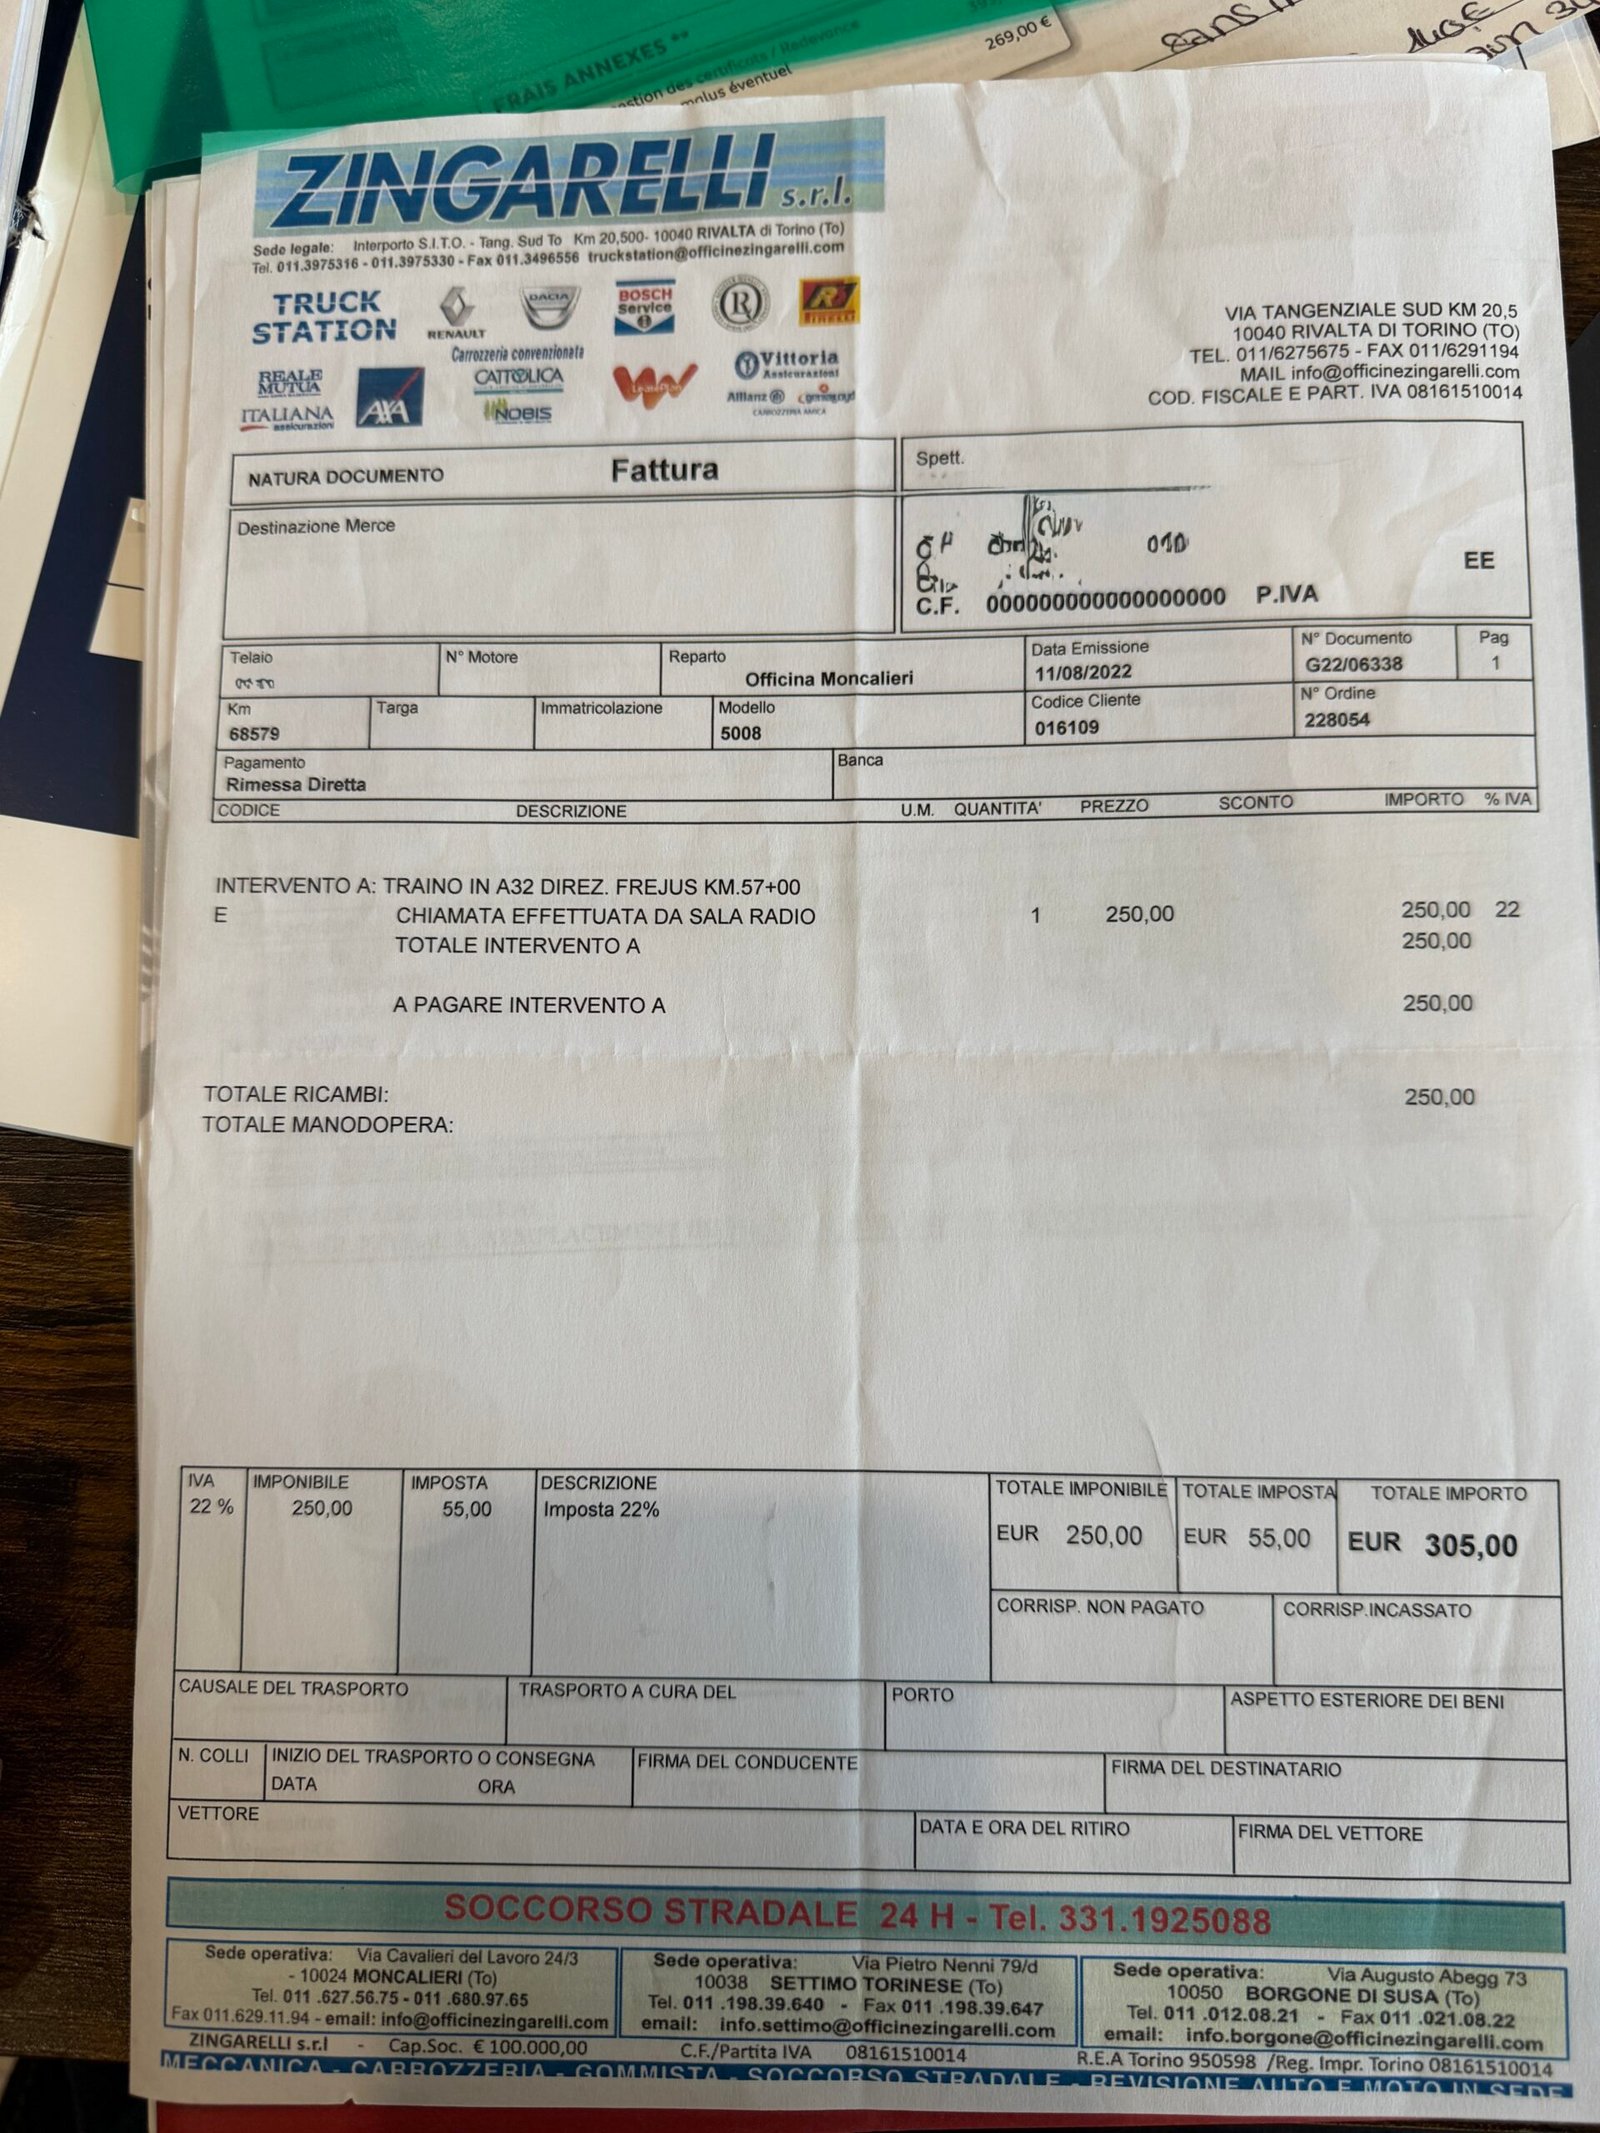 FRAIS ANNEXES **
269,00 €
éventuel
ZINGARELLI s.r.l.
Sede legale: Interporto S.I.T.O. - Tang. Sud To Km 20,500- 10040 RIVALTA di Torino (To)
Tel. 011.3975316 - 011.3975330 - Fax 011.3496556 truckstation@officinezingarelli.com
TRUCK STATION
RENAULT
DACIA
BOSCH Service
R
PIRELLI
Carrozzeria convenzionata
REALE MUTUA
AXA
CATTOLICA
Vittoria Assicurazioni
ITALIANA assicurazioni
NOBIS
Allianz
CARROZZERIA AMICA
VIA TANGENZIALE SUD KM 20,5
10040 RIVALTA DI TORINO (TO)
TEL. 011/6275675 - FAX 011/6291194
MAIL info@officinezingarelli.com
COD. FISCALE E PART. IVA 08161510014
NATURA DOCUMENTO Fattura
Spett.
Destinazione Merce
EE
C.F. 000000000000000000 P.IVA
Telaio N° Motore Reparto Data Emissione N° Documento Pag
Officina Moncalieri 11/08/2022 G22/06338 1
Km Targa Immatricolazione Modello Codice Cliente N° Ordine
68579 5008 016109 228054
Pagamento Banca
Rimessa Diretta
CODICE DESCRIZIONE U.M. QUANTITA' PREZZO SCONTO IMPORTO % IVA
INTERVENTO A: TRAINO IN A32 DIREZ. FREJUS KM.57+00
E CHIAMATA EFFETTUATA DA SALA RADIO 1 250,00 250,00 22
TOTALE INTERVENTO A 250,00
A PAGARE INTERVENTO A 250,00
TOTALE RICAMBI: 250,00
TOTALE MANODOPERA:
IVA IMPONIBILE IMPOSTA DESCRIZIONE TOTALE IMPONIBILE TOTALE IMPOSTA TOTALE IMPORTO
22 % 250,00 55,00 Imposta 22% EUR 250,00 EUR 55,00 EUR 305,00
CORRISP. NON PAGATO CORRISP.INCASSATO
CAUSALE DEL TRASPORTO TRASPORTO A CURA DEL PORTO ASPETTO ESTERIORE DEI BENI
N. COLLI INIZIO DEL TRASPORTO O CONSEGNA FIRMA DEL CONDUCENTE FIRMA DEL DESTINATARIO
DATA ORA
VETTORE DATA E ORA DEL RITIRO FIRMA DEL VETTORE
SOCCORSO STRADALE 24 H - Tel. 331.1925088
Sede operativa: Via Cavalieri del Lavoro 24/3
- 10024 MONCALIERI (To)
Tel. 011 .627.56.75 - 011 .680.97.65
Fax 011.629.11.94 - email: info@officinezingarelli.com
Sede operativa: Via Pietro Nenni 79/d
10038 SETTIMO TORINESE (To)
Tel. 011 .198.39.640 - Fax 011 .198.39.647
email: info.settimo@officinezingarelli.com
Sede operativa: Via Augusto Abegg 73
10050 BORGONE DI SUSA (To)
Tel. 011 .012.08.21 - Fax 011 .021.08.22
email: info.borgone@officinezingarelli.com
ZINGARELLI s.r.l - Cap.Soc. € 100.000,00 C.F./Partita IVA 08161510014 R.E.A Torino 950598 /Reg. Impr. Torino 08161510014
MECCANICA - CARROZZERIA - GOMMISTA - SOCCORSO STRADALE - REVISIONE AUTO E MOTO IN SEDE